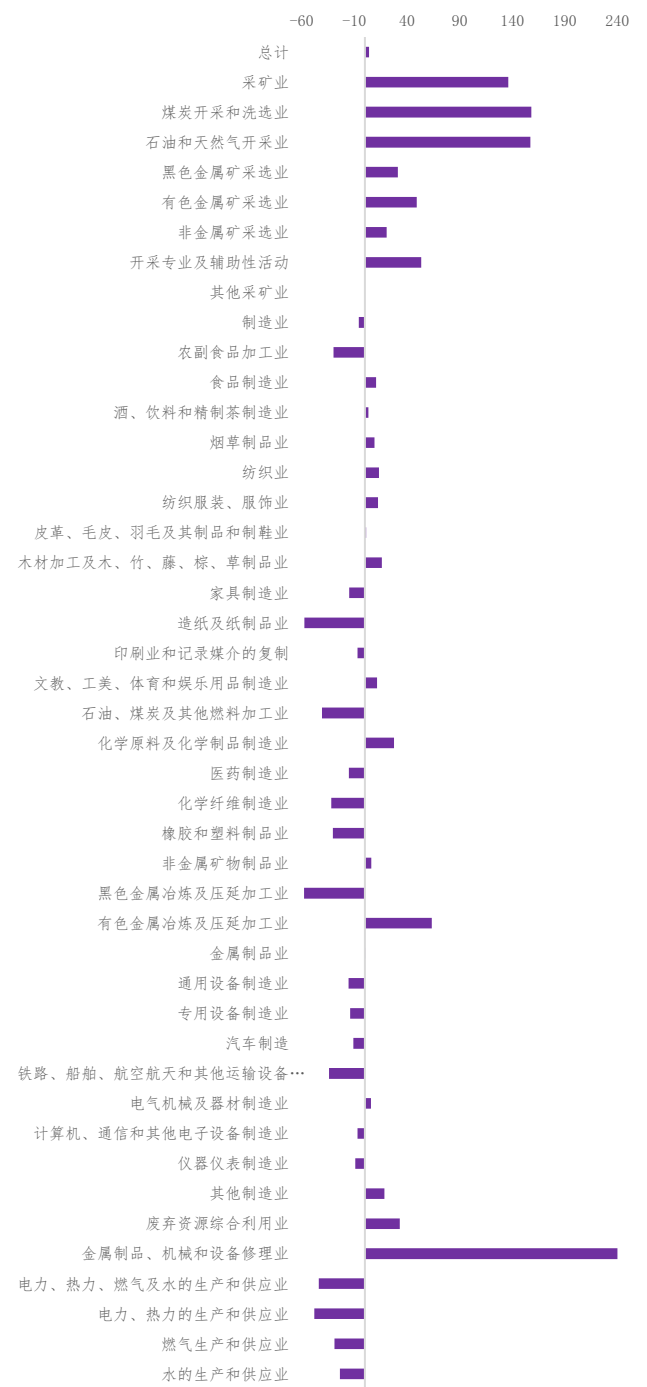 -60 -10 40 90 140 190 240
总计
采矿业
煤炭开采和洗选业
石油和天然气开采业
黑色金属矿采选业
有色金属矿采选业
非金属矿采选业
开采专业及辅助性活动
其他采矿业
制造业
农副食品加工业
食品制造业
酒、饮料和精制茶制造业
烟草制品业
纺织业
纺织服装、服饰业
皮革、毛皮、羽毛及其制品和制鞋业
木材加工及木、竹、藤、棕、草制品业
家具制造业
造纸及纸制品业
印刷业和记录媒介的复制
文教、工美、体育和娱乐用品制造业
石油、煤炭及其他燃料加工业
化学原料及化学制品制造业
医药制造业
化学纤维制造业
橡胶和塑料制品业
非金属矿物制品业
黑色金属冶炼及压延加工业
有色金属冶炼及压延加工业
金属制品业
通用设备制造业
专用设备制造业
汽车制造
铁路、船舶、航空航天和其他运输设备…
电气机械及器材制造业
计算机、通信和其他电子设备制造业
仪器仪表制造业
其他制造业
废弃资源综合利用业
金属制品、机械和设备修理业
电力、热力、燃气及水的生产和供应业
电力、热力的生产和供应业
燃气生产和供应业
水的生产和供应业